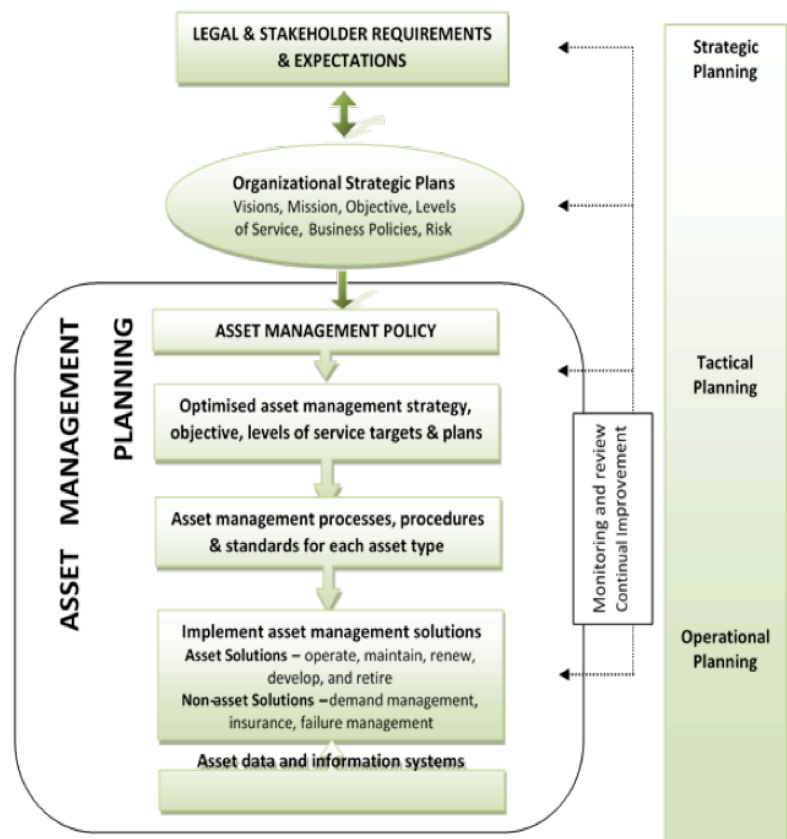 LEGAL & STAKEHOLDER REQUIREMENTS
& EXPECTATIONS
Organizational Strategic Plans
Visions, Mission, Objective, Levels
of Service, Business Policies, Risk
ASSET MANAGEMENT
PLANNING
ASSET MANAGEMENT POLICY
Optimised asset management strategy,
objective, levels of service targets & plans
Asset management processes, procedures
& standards for each asset type
Implement asset management solutions
Asset Solutions – operate, maintain, renew,
develop, and retire
Non-asset Solutions –demand management,
insurance, failure management
Asset data and information systems
Monitoring and review
Continual Improvement
Strategic
Planning
Tactical
Planning
Operational
Planning